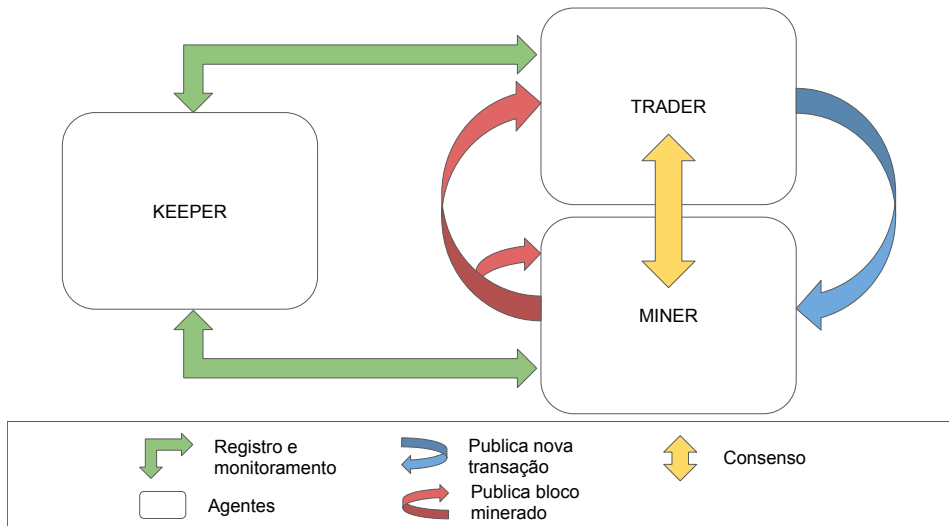 TRADER
KEEPER
MINER
Registro e
monitoramento
Publica nova
transação
Consenso
Agentes
Publica bloco
minerado